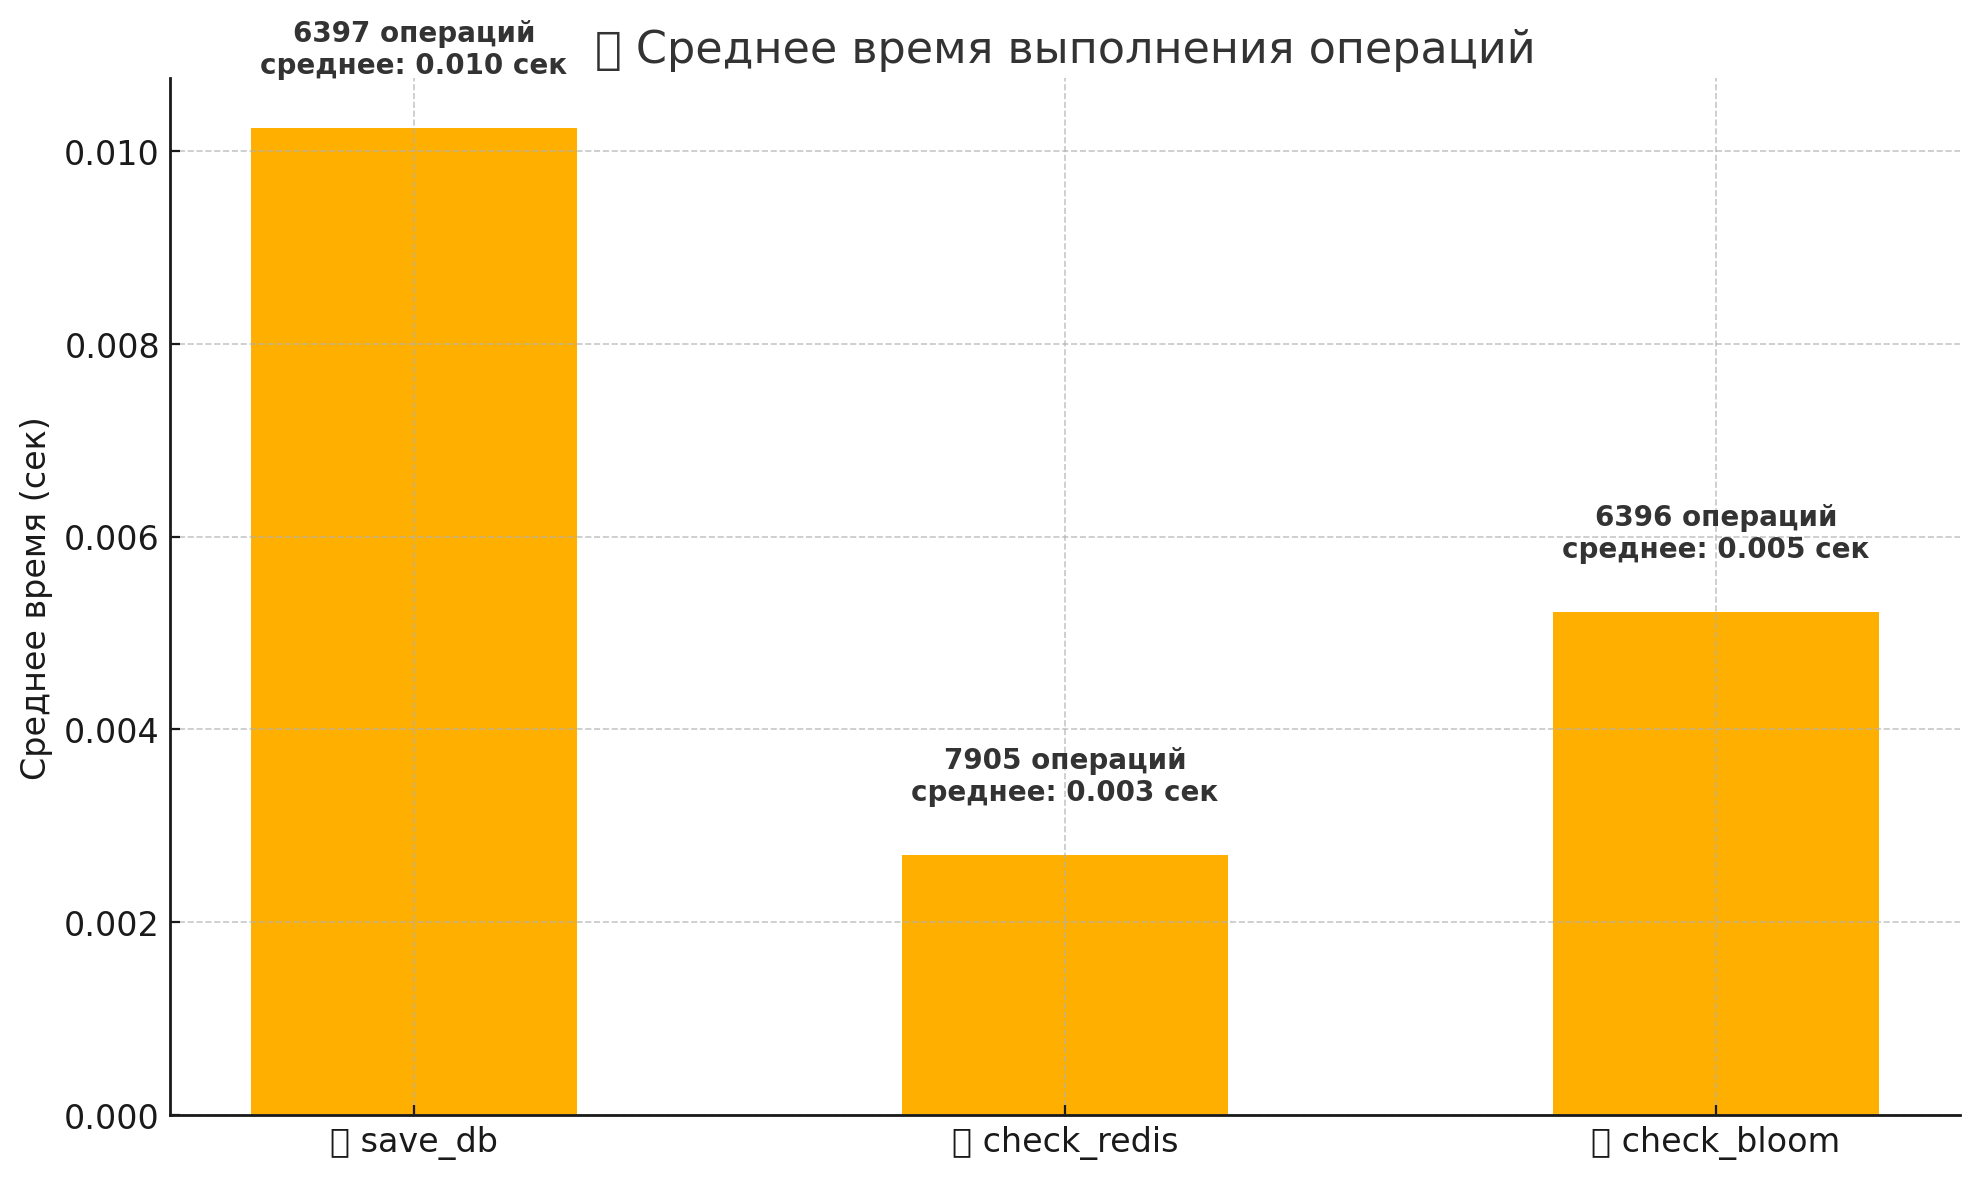 6397 операций
среднее: 0.010 сек
▯ Среднее время выполнения операций
Среднее время (сек)
0.010
0.008
0.006
0.004
0.002
0.000
7905 операций
среднее: 0.003 сек
6396 операций
среднее: 0.005 сек
▯ save_db
▯ check_redis
▯ check_bloom